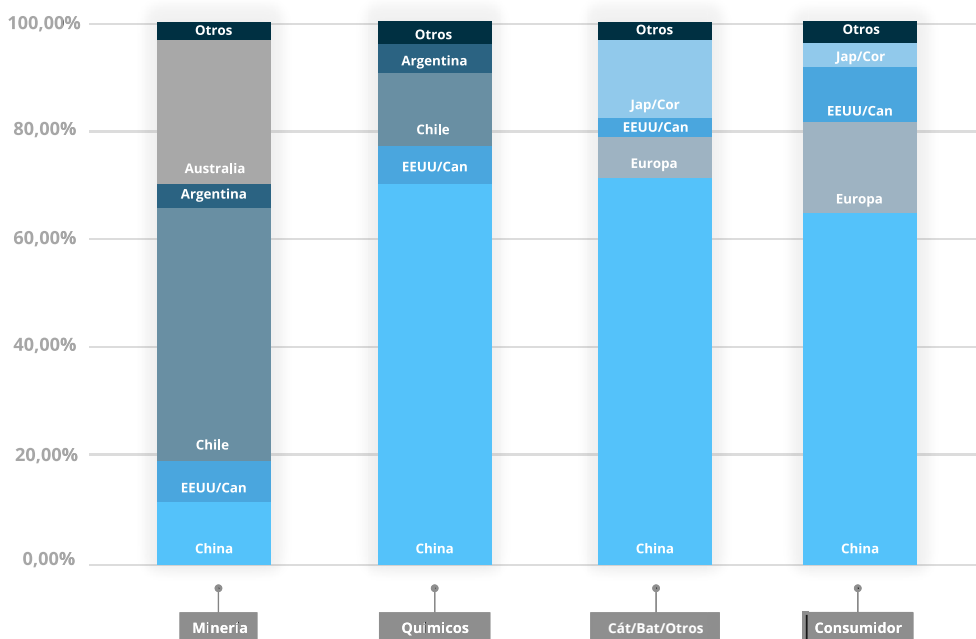 100,00%
80,00%
60,00%
40,00%
20,00%
0,00%
Otros
Australia
Argentina
Chile
EEUU/Can
China
Otros
Argentina
Chile
EEUU/Can
China
Otros
Jap/Cor
EEUU/Can
Europa
China
Otros
Jap/Cor
EEUU/Can
Europa
China
Minería
Químicos
Cát/Bat/Otros
Consumidor